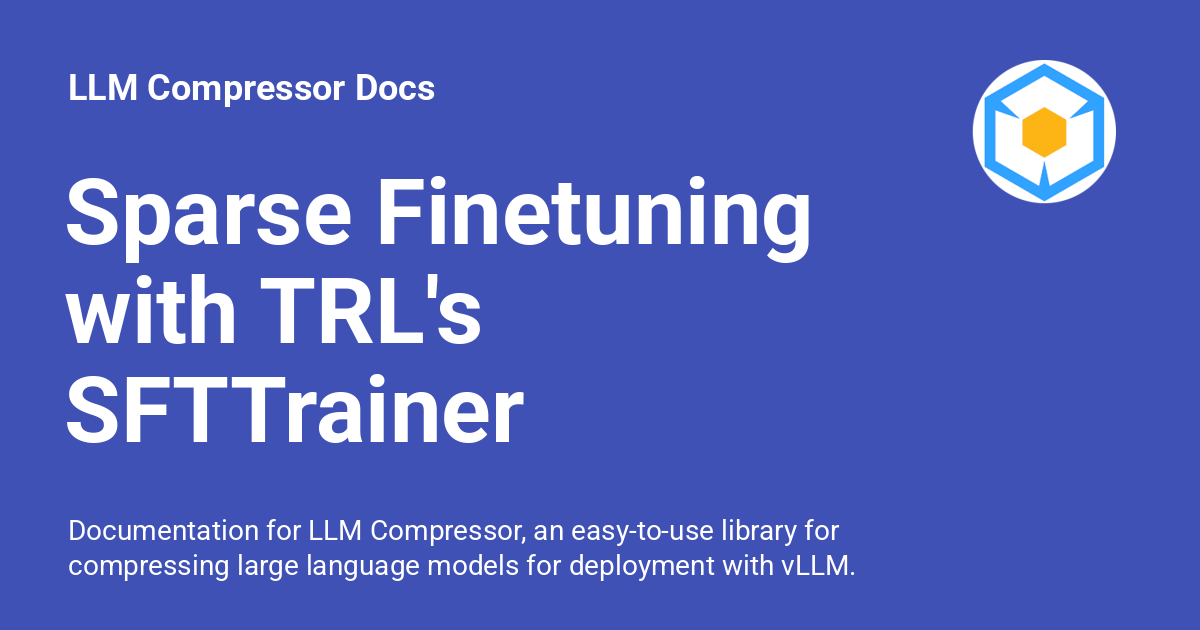 LLM Compressor Docs
Sparse Finetuning
with TRL's
SFTTrainer
Documentation for LLM Compressor, an easy-to-use library for
compressing large language models for deployment with vLLM.